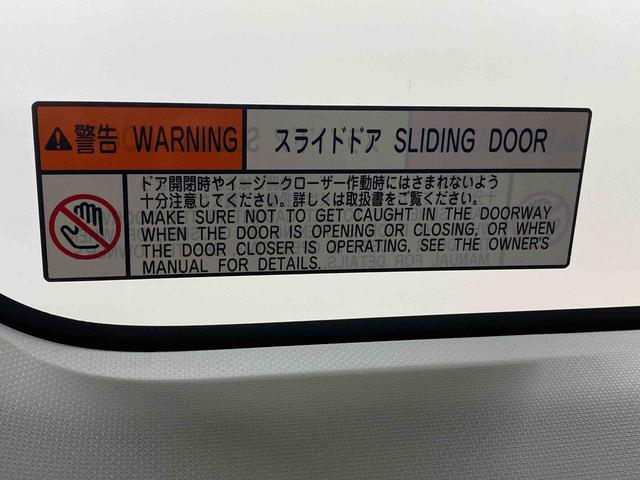 警告 WARNING スライドドア SLIDING DOOR
ドア開閉時やイージークローザー作動時にはさまれないよう
十分注意してください。詳しくは取扱書をご覧ください。
MAKE SURE NOT TO GET CAUGHT IN THE DOORWAY
WHEN THE DOOR IS OPENING OR CLOSING, OR WHEN
THE DOOR CLOSER IS OPERATING, SEE THE OWNER'S
MANUAL FOR DETAILS.